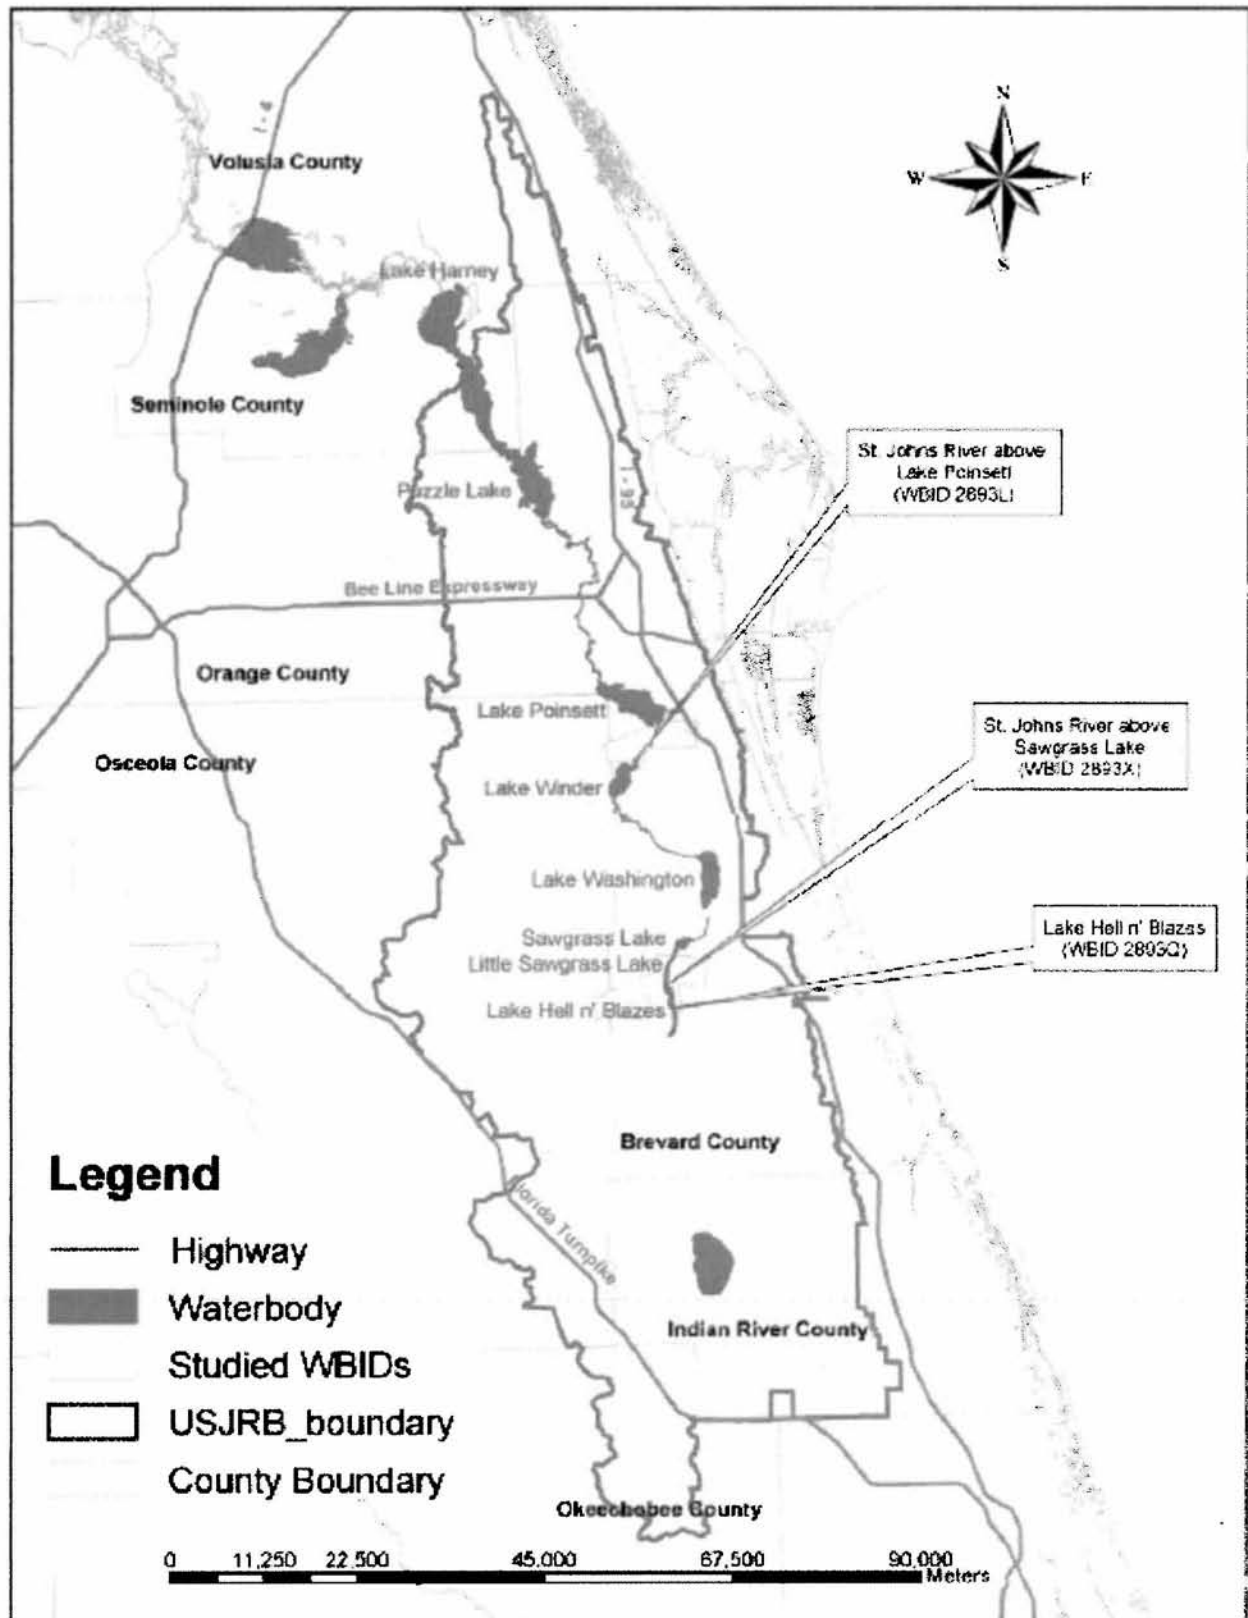 N
W
E
S
I-4
Volusia County
Lake Harney
Seminole County
St. Johns River above
Lake Poinsett
(WBID 2893L)
Puzzle Lake
I-95
Bee Line Expressway
Orange County
Lake Poinsett
St. Johns River above
Sawgrass Lake
(WBID 2893X)
Osceola County
Lake Winder
Lake Washington
Lake Hell n' Blazes
(WBID 2893Q)
Sawgrass Lake
Little Sawgrass Lake
Lake Hell n' Blazes
Brevard County
Legend
Florida Turnpike
Highway
Waterbody
Indian River County
Studied WBIDs
USJRB_boundary
County Boundary
Okeechobee County
0 11,250 22,500 45,000 67,500 90,000
Meters